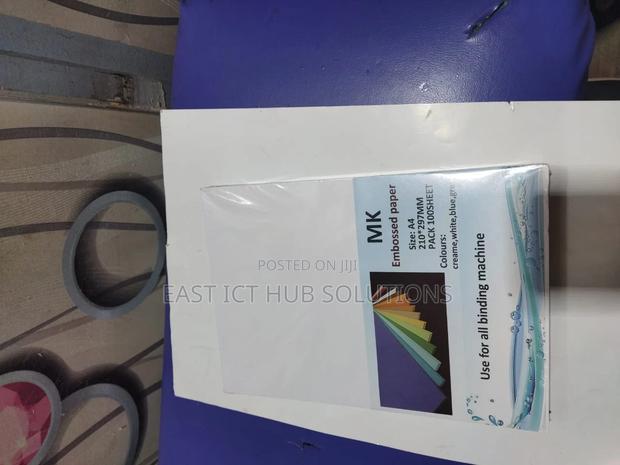 MK
Embossed paper
Size: A4
210*297MM
PACK 100SHEET
Colours:
creame,white,blue,gre
Use for all binding machine
POSTED ON JIJI
EAST ICT HUB SOLUTIONS